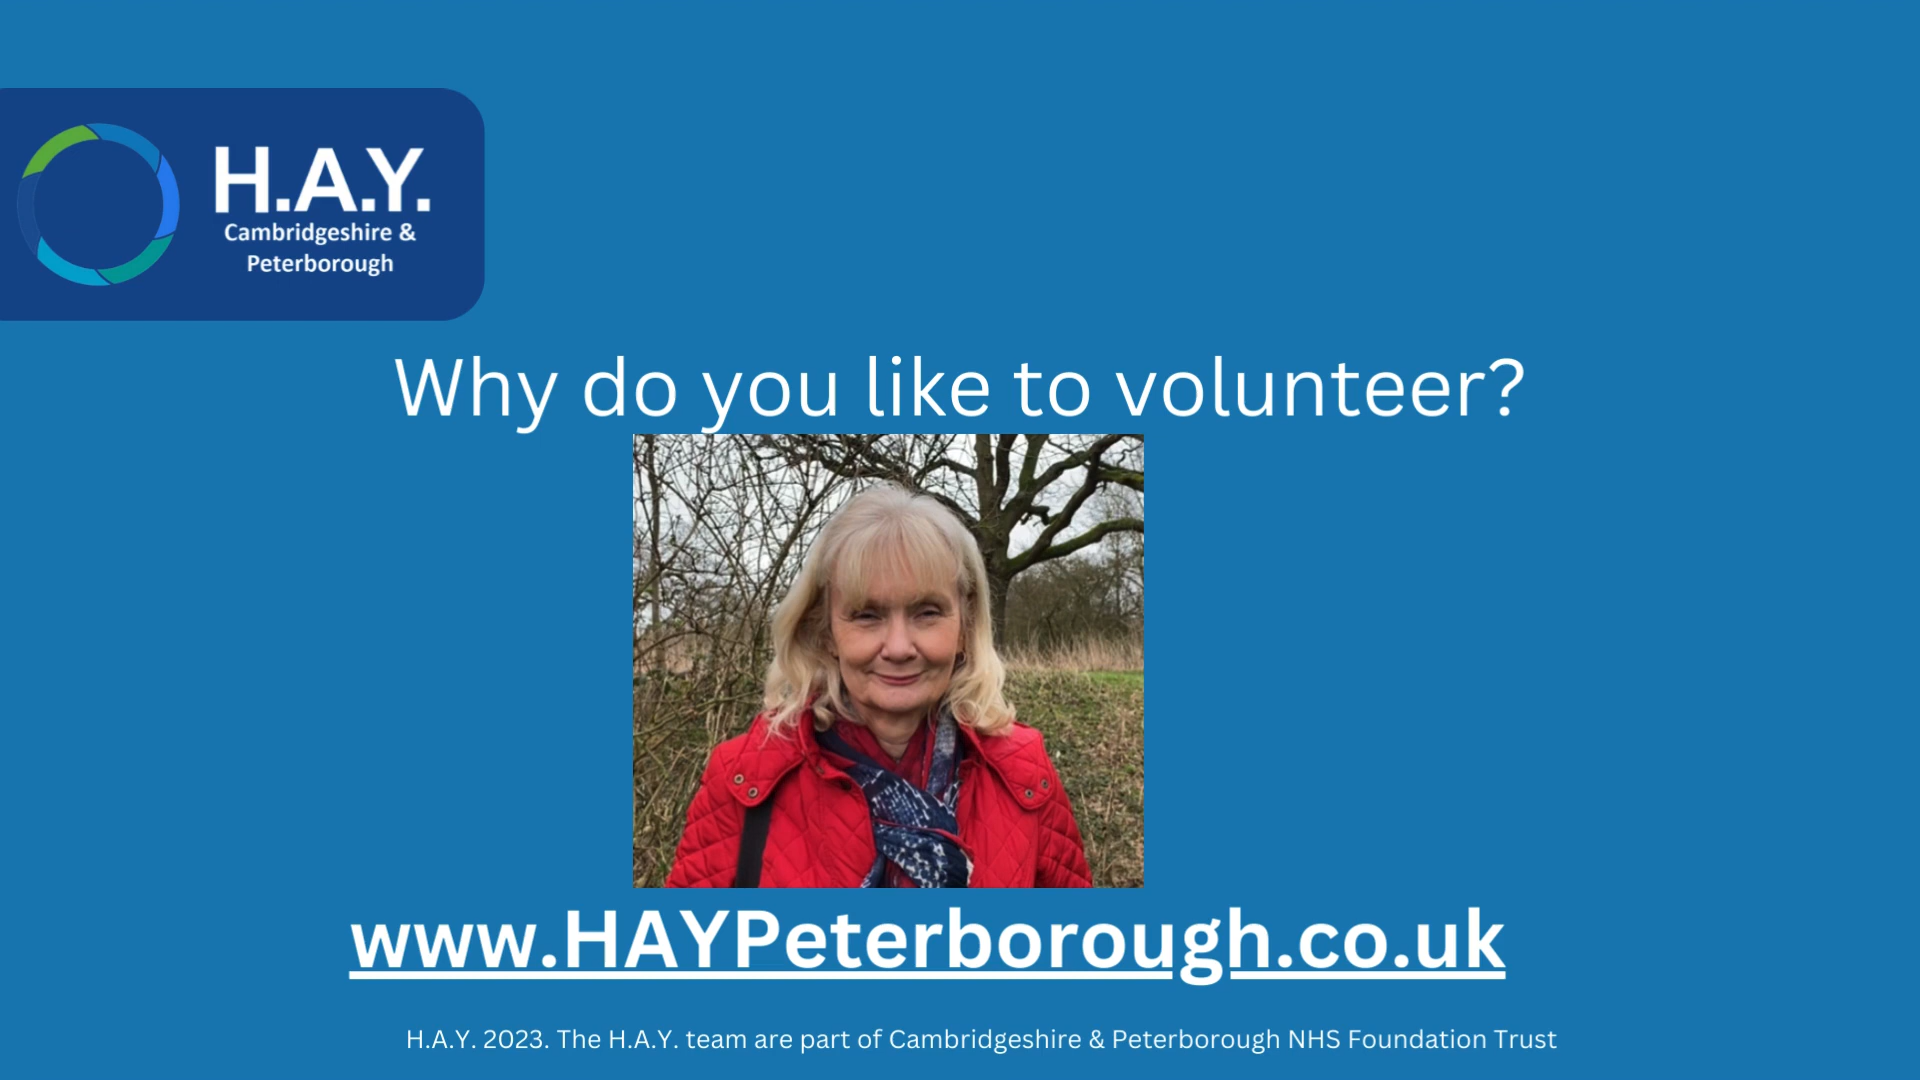 H.A.Y.
Cambridgeshire &
Peterborough
Why do you like to volunteer?
www.HAYPeterborough.co.uk
H.A.Y. 2023. The H.A.Y. team are part of Cambridgeshire & Peterborough NHS Foundation Trust